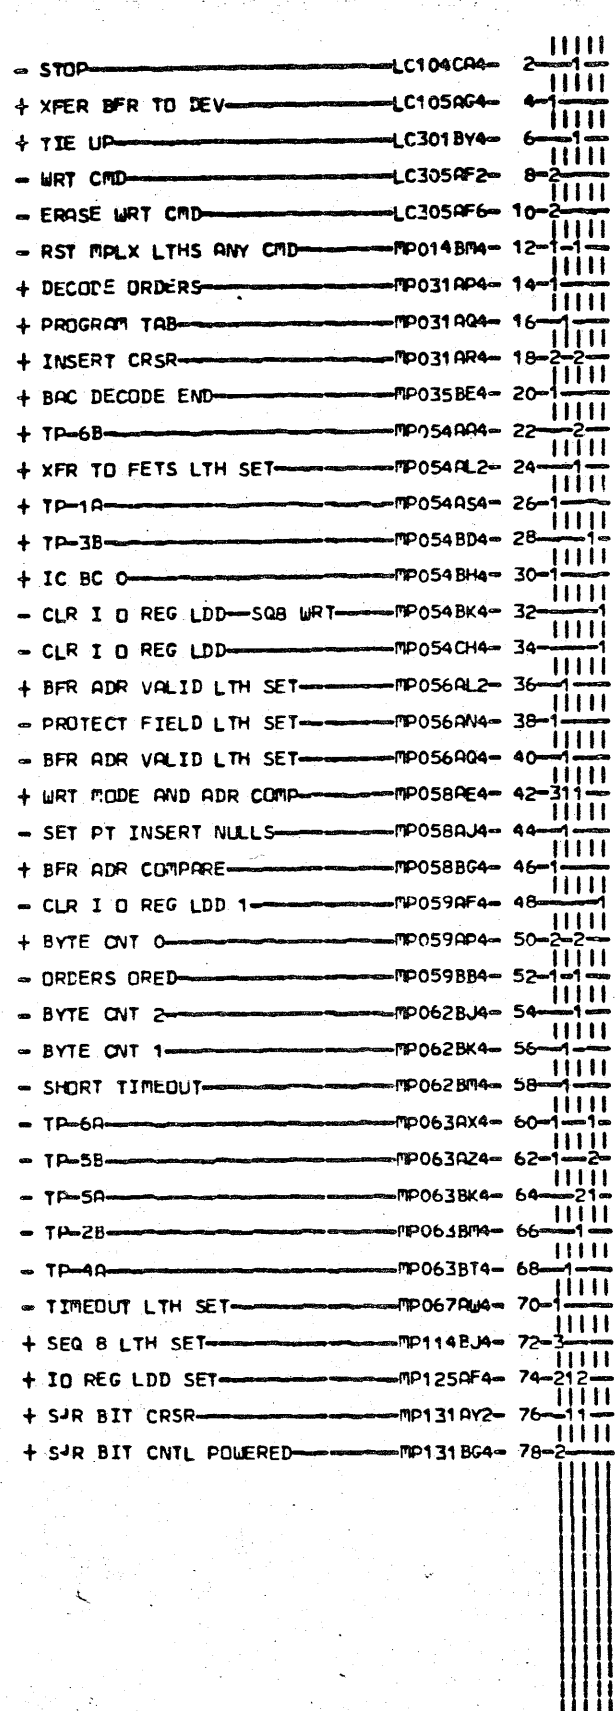 - STOP LC104CA4- 2 1
+ XFER BFR TO DEV LC105AG4- 4-1
+ TIE UP LC301BY4- 6 1
- WRT CMD LC305AF2- 8-2
- ERASE WRT CMD LC305AF6- 10-2
- RST MPLX LTHS ANY CMD MP014BM4- 12-1-1
+ DECODE ORDERS MP031AP4- 14-1
+ PROGRAM TAB MP031AQ4- 16-1
+ INSERT CRSR MP031AR4- 18-2-2
+ BAC DECODE END MP035BE4- 20-1
+ TP-6B MP054AA4- 22-2
+ XFR TO FETS LTH SET MP054AL2- 24-1
+ TP-1A MP054AS4- 26-1
+ TP-3B MP054BD4- 28-1
+ IC BC 0 MP054BH4- 30-1
- CLR I O REG LDD-SQ8 WRT MP054BK4- 32-1
- CLR I O REG LDD MP054CH4- 34-1
+ BFR ADR VALID LTH SET MP056AL2- 36-1
- PROTECT FIELD LTH SET MP056AN4- 38-1
- BFR ADR VALID LTH SET MP056AQ4- 40-1
+ WRT MODE AND ADR COMP MP058AE4- 42-311
- SET PT INSERT NULLS MP058AJ4- 44-1
+ BFR ADR COMPARE MP058BG4- 46-1
- CLR I O REG LDD 1 MP059AF4- 48-1
+ BYTE CNT 0 MP059AP4- 50-2-2
- ORDERS ORED MP059BB4- 52-1-1
- BYTE CNT 2 MP062BJ4- 54-1
- BYTE CNT 1 MP062BK4- 56-1
- SHORT TIMEOUT MP062BM4- 58-1
- TP-6A MP063AX4- 60-1-1
- TP-5B MP063AZ4- 62-1-2
- TP-5A MP063BK4- 64-21
- TP-2B MP063BM4- 66-1
- TP-4A MP063BT4- 68-1
- TIMEOUT LTH SET MP067AW4- 70-1
+ SEQ 8 LTH SET MP114BJ4- 72-3
+ IO REG LDD SET MP125AF4- 74-212
+ SJR BIT CRSR MP131AY2- 76-11
+ SJR BIT CNTL POWERED MP131BG4- 78-2